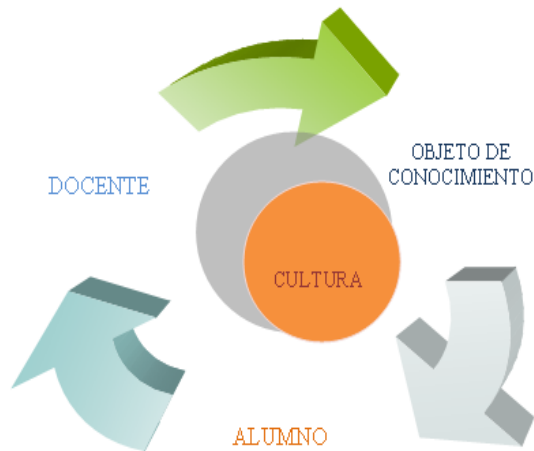 OBJETO DE
CONOCIMIENTO
DOCENTE
CULTURA
ALUMNO